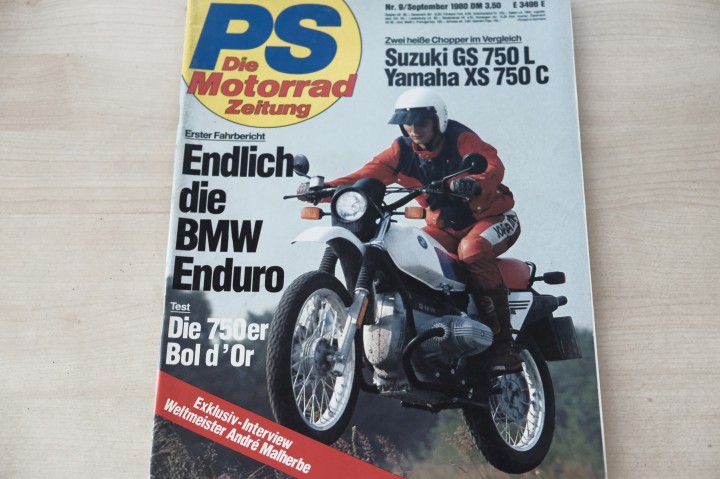 PS
Die
Motorrad
Zeitung
Nr. 9/September 1980 DM 3,50
E 3498 E
Zwei heiße Chopper im Vergleich
Suzuki GS 750 L
Yamaha XS 750 C
Erster Fahrbericht
Endlich
die
BMW
Enduro
Test
Die 750er
Bol d'Or
Exklusiv-Interview
Weltmeister André Malherbe